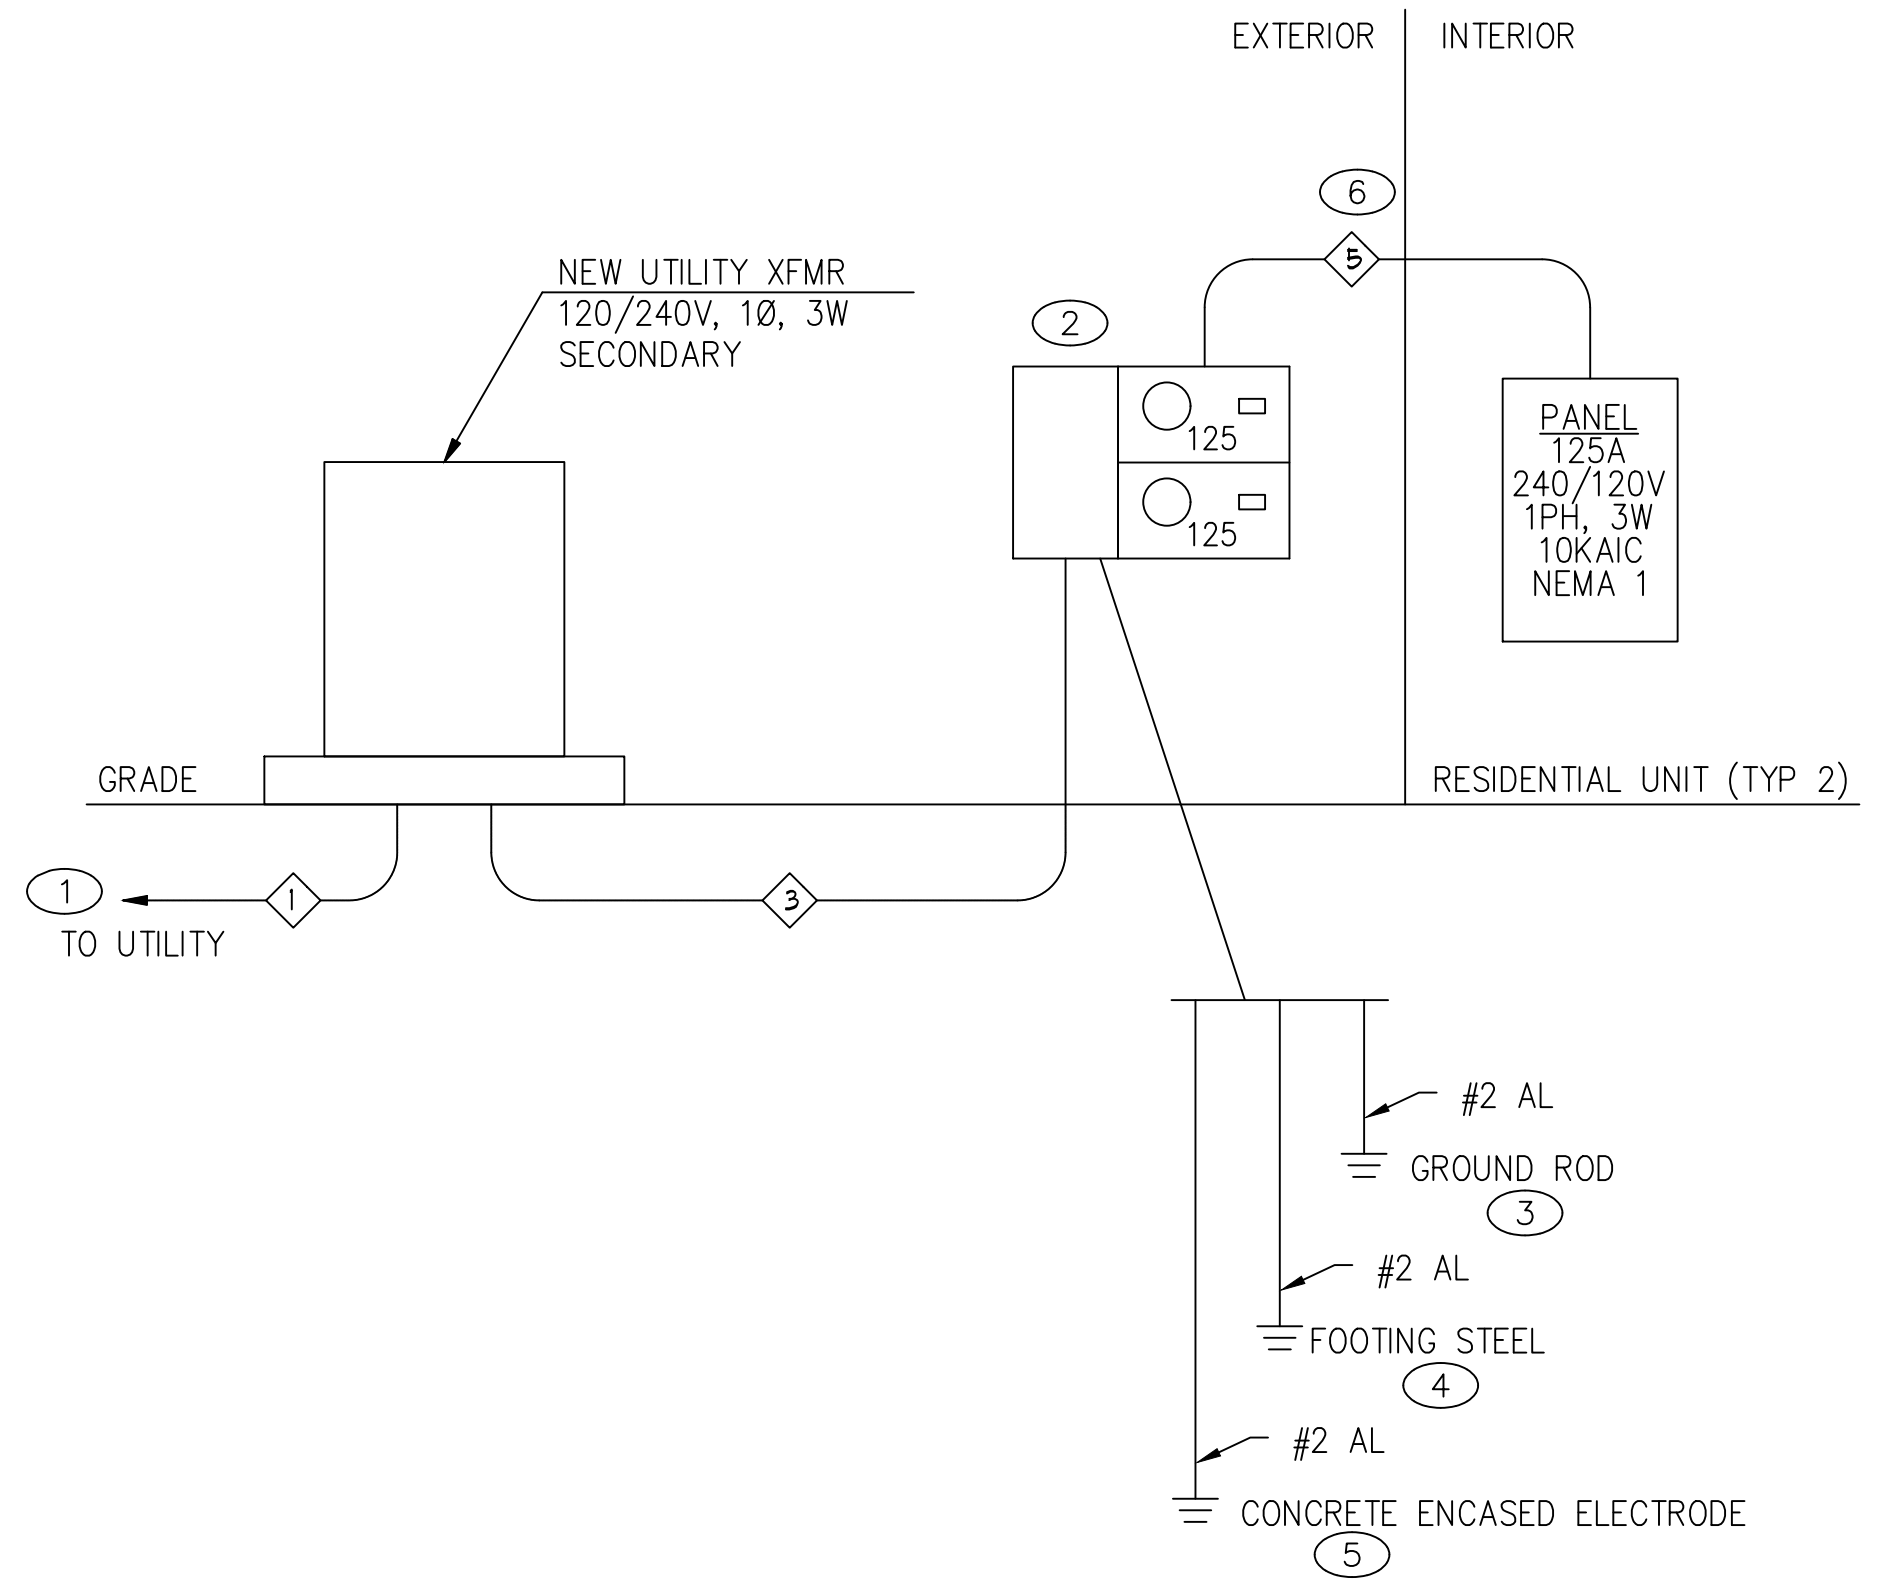 EXTERIOR
INTERIOR
6
5
NEW UTILITY XFMR
120/240V, 1Ø, 3W
SECONDARY
2
125
125
PANEL
125A
240/120V
1PH, 3W
10KAIC
NEMA 1
GRADE
RESIDENTIAL UNIT (TYP 2)
1
1
3
TO UTILITY
#2 AL
GROUND ROD
3
#2 AL
FOOTING STEEL
4
#2 AL
CONCRETE ENCASED ELECTRODE
5